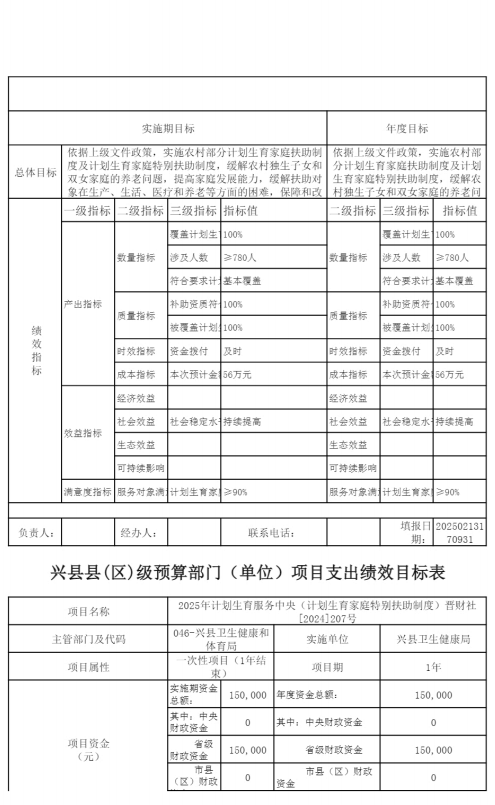 实施期目标 年度目标
总体目标
依据上级文件政策，实施农村部分计划生育家庭扶助制
度及计划生育家庭特别扶助制度，缓解农村独生子女和
双女家庭的养老问题，提高家庭发展能力，缓解扶助对
象在生产、生活、医疗和养老等方面的困难，保障和改
依据上级文件政策，实施农村部
分计划生育家庭扶助制度及计划
生育家庭特别扶助制度，缓解农
村独生子女和双女家庭的养老问
绩效指标
一级指标 二级指标 三级指标 指标值 二级指标 三级指标 指标值
产出指标
数量指标 覆盖计划生 100% 数量指标 覆盖计划生 100%
涉及人数 ≥780人 涉及人数 ≥780人
符合要求计 基本覆盖 符合要求计 基本覆盖
质量指标 补助资质符 100% 质量指标 补助资质符 100%
被覆盖计划 100% 被覆盖计划 100%
时效指标 资金拨付 及时 时效指标 资金拨付 及时
成本指标 本次预计金 56万元 成本指标 本次预计金 56万元
效益指标
经济效益 经济效益
社会效益 社会稳定水 持续提高 社会效益 社会稳定水 持续提高
生态效益 生态效益
可持续影响 可持续影响
满意度指标 服务对象满 计划生育家 ≥90% 服务对象满 计划生育家 ≥90%
负责人： 经办人： 联系电话： 填报日期： 20250213170931
兴县县(区)级预算部门（单位）项目支出绩效目标表
项目名称 2025年计划生育服务中央（计划生育家庭特别扶助制度）晋财社
[2024]207号
主管部门及代码 046-兴县卫生健康和体育局 实施单位 兴县卫生健康局
项目属性 一次性项目（1年结束） 项目期 1年
项目资金
（元）
实施期资金总额： 150,000 年度资金总额： 150,000
其中：中央财政资金 0 其中：中央财政资金 0
省级财政资金 150,000 省级财政资金 150,000
市县（区）财政 0 市县（区）财政资金 0